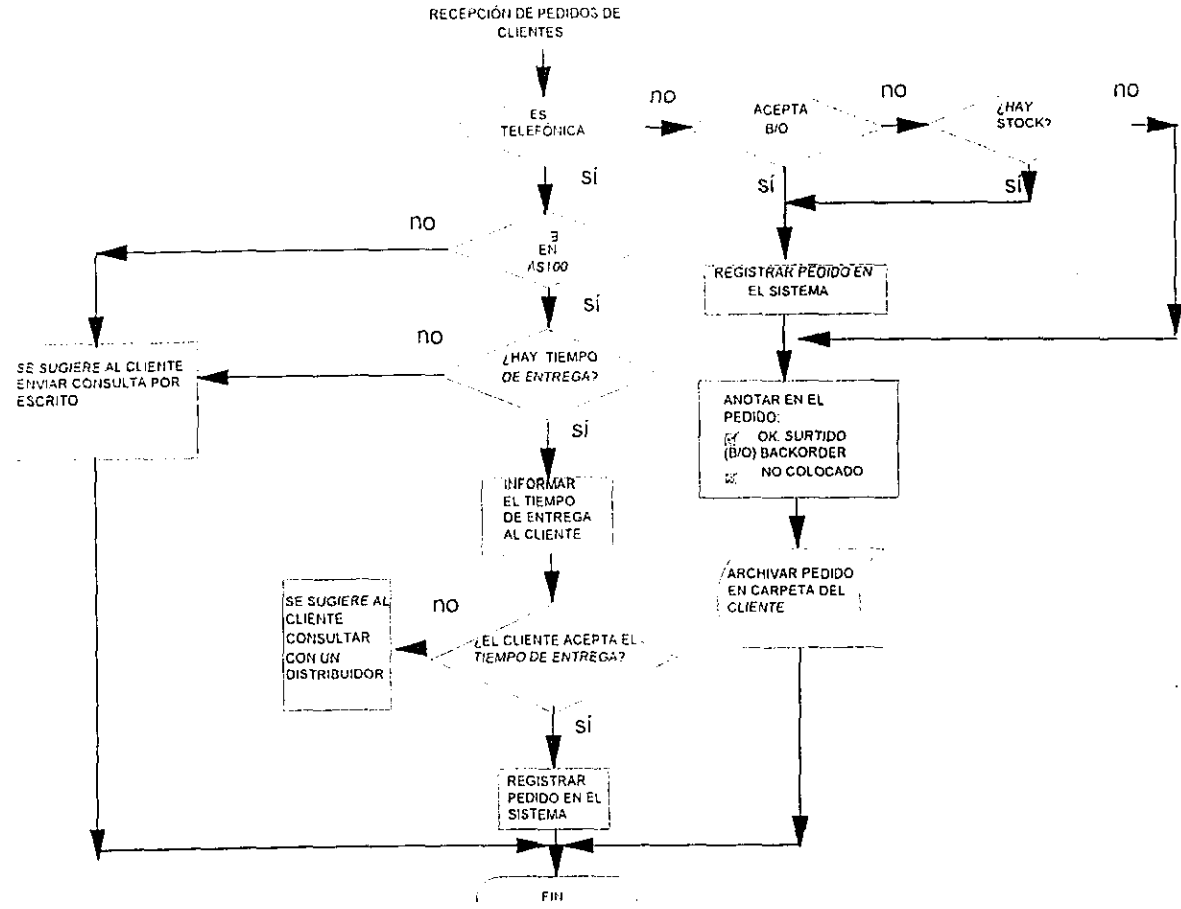 RECEPCIÓN DE PEDIDOS DE
CLIENTES
ES
TELEFÓNICA
no
ACEPTA
B/O
no
¿HAY
STOCK?
no
sí
sí
sí
no
EN
AS100
sí
REGISTRAR PEDIDO EN
EL SISTEMA
no
¿HAY TIEMPO
DE ENTREGA?
SE SUGIERE AL CLIENTE
ENVIAR CONSULTA POR
ESCRITO
sí
ANOTAR EN EL
PEDIDO:
OK. SURTIDO
(B/O) BACKORDER
NO COLOCADO
INFORMAR
EL TIEMPO
DE ENTREGA
AL CLIENTE
ARCHIVAR PEDIDO
EN CARPETA DEL
CLIENTE
SE SUGIERE AL
CLIENTE
CONSULTAR
CON UN
DISTRIBUIDOR
no
¿EL CLIENTE ACEPTA EL
TIEMPO DE ENTREGA?
sí
REGISTRAR
PEDIDO EN EL
SISTEMA
FIN